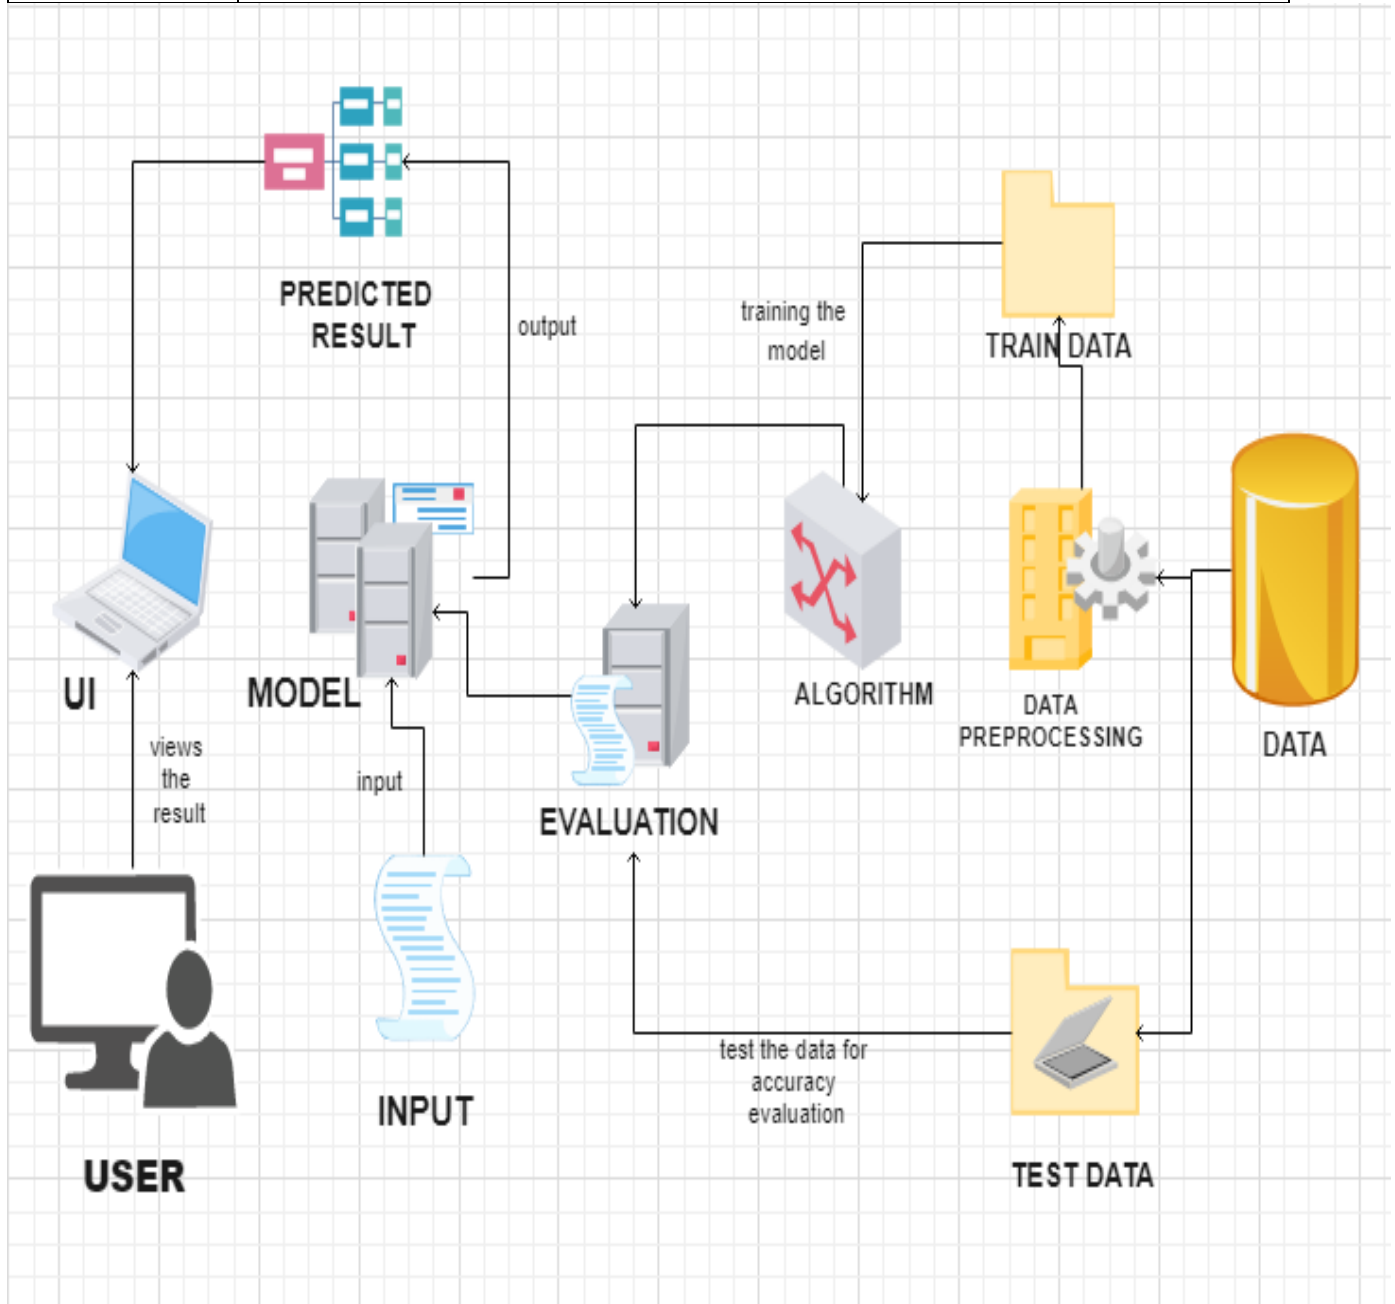 PREDICTED
RESULT
output
training the
model
TRAIN DATA
UI
MODEL
ALGORITHM
DATA
PREPROCESSING
DATA
views
the
result
input
EVALUATION
test the data for
accuracy
evaluation
INPUT
USER
TEST DATA